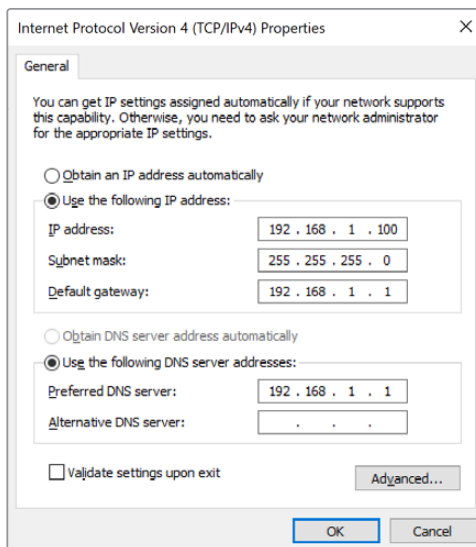 Internet Protocol Version 4 (TCP/IPv4) Properties
General
You can get IP settings assigned automatically if your network supports
this capability. Otherwise, you need to ask your network administrator
for the appropriate IP settings.
Obtain an IP address automatically
Use the following IP address:
IP address: 192 . 168 . 1 . 100
Subnet mask: 255 . 255 . 255 . 0
Default gateway: 192 . 168 . 1 . 1
Obtain DNS server address automatically
Use the following DNS server addresses:
Preferred DNS server: 192 . 168 . 1 . 1
Alternative DNS server: . . .
Validate settings upon exit
Advanced...
OK Cancel